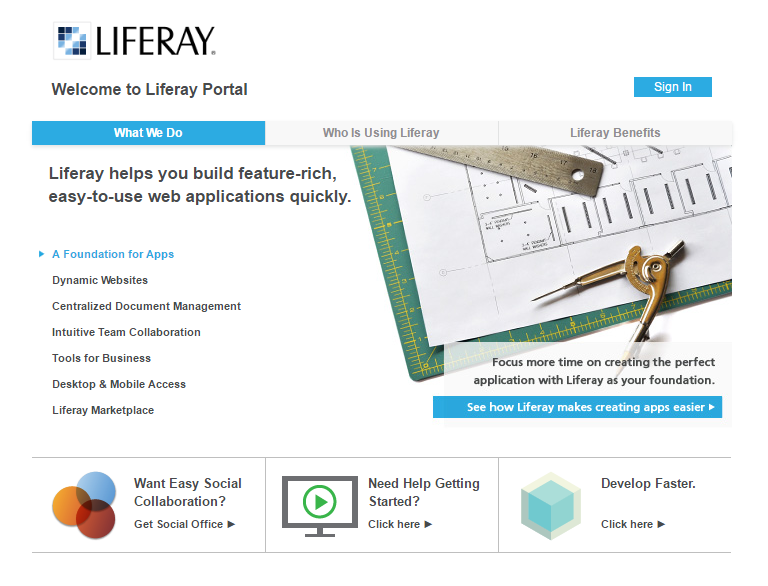 LIFERAY.
Welcome to Liferay Portal
Sign In
What We Do
Who Is Using Liferay
Liferay Benefits
Liferay helps you build feature-rich,
easy-to-use web applications quickly.
A Foundation for Apps
Dynamic Websites
Centralized Document Management
Intuitive Team Collaboration
Tools for Business
Desktop & Mobile Access
Liferay Marketplace
16
17
18
Focus more time on creating the perfect
application with Liferay as your foundation.
See how Liferay makes creating apps easier
Want Easy Social
Collaboration?
Get Social Office
Need Help Getting
Started?
Click here
Develop Faster.
Click here